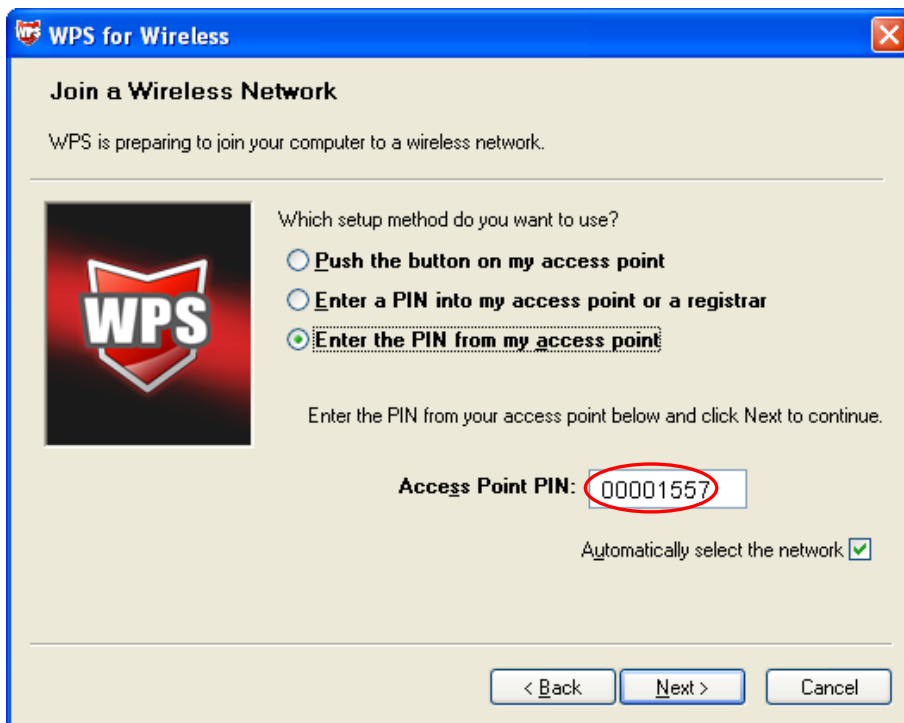 WPS for Wireless
Join a Wireless Network
WPS is preparing to join your computer to a wireless network.
WPS
Which setup method do you want to use?
Push the button on my access point
Enter a PIN into my access point or a registrar
Enter the PIN from my access point
Enter the PIN from your access point below and click Next to continue.
Access Point PIN: 00001557
Automatically select the network
< Back Next > Cancel